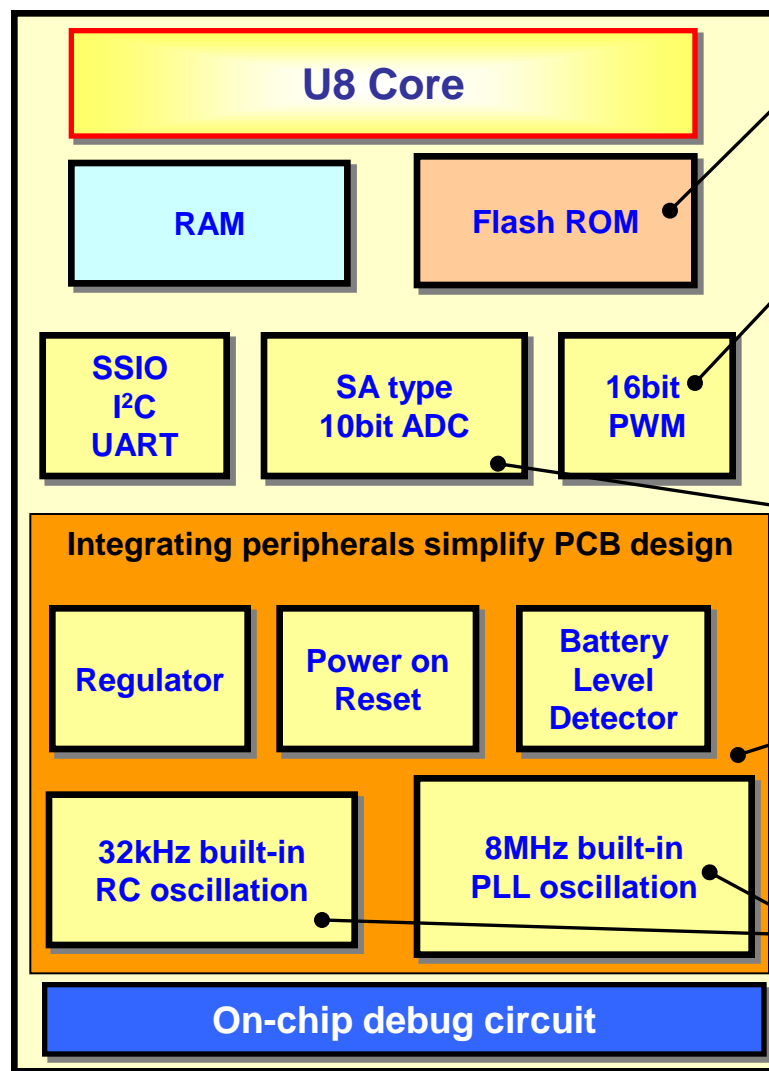 U8 Core
RAM
Flash ROM
SSIO
I²C
UART
SA type
10bit ADC
16bit
PWM
Integrating peripherals simplify PCB design
Regulator
Power on
Reset
Battery
Level
Detector
32kHz built-in
RC oscillation
8MHz built-in
PLL oscillation
On-chip debug circuit